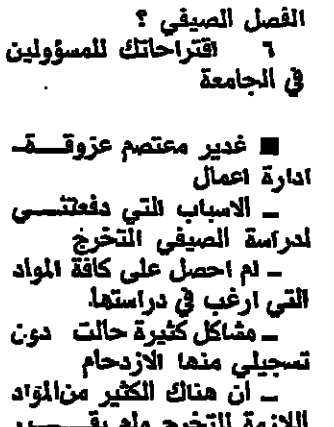 الفصل الصيفي ؟
٦ اقتراحاتك للمسؤولين
في الجامعة
■ غدير معتصم عزوقــة ـ
ادارة اعمال
ـ الاسباب التي دفعتنــي
لدراسة الصيفي التخرج
ـ لم احصل على كافة المواد
التي ارغب في دراستها.
ـ مشاكل كثيرة حالت دون
تسجيلي منها الازدحام
ـ ان هناك الكثير من المواد
اللازمة للتخرج ولم